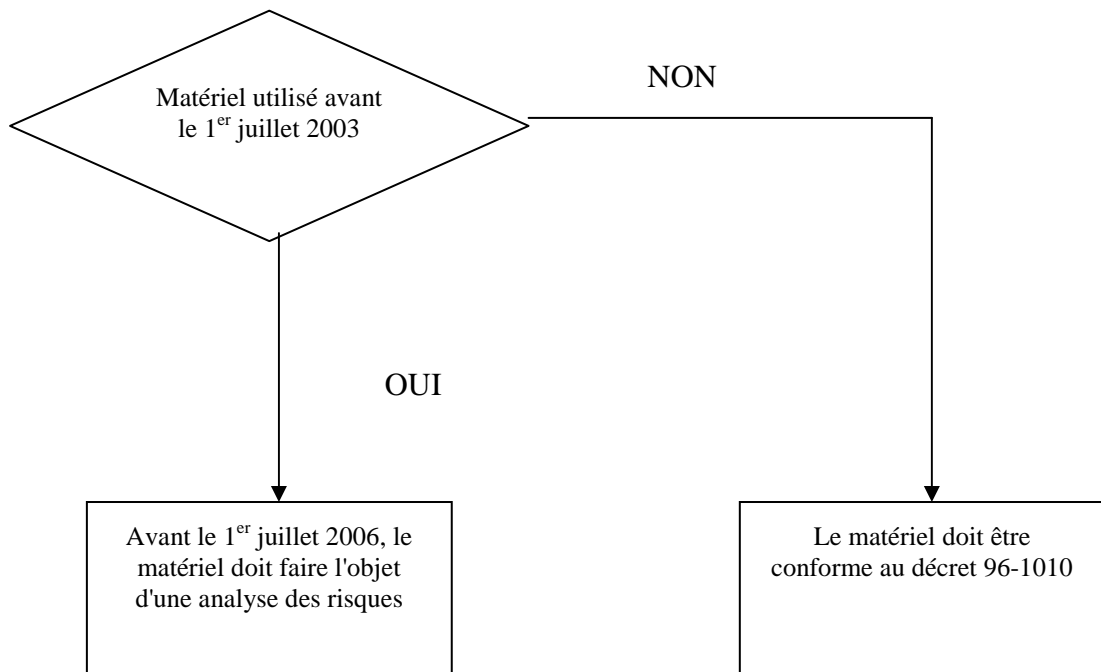 Matériel utilisé avant
le 1er juillet 2003
NON
OUI
Avant le 1er juillet 2006, le
matériel doit faire l'objet
d'une analyse des risques
Le matériel doit être
conforme au décret 96-1010